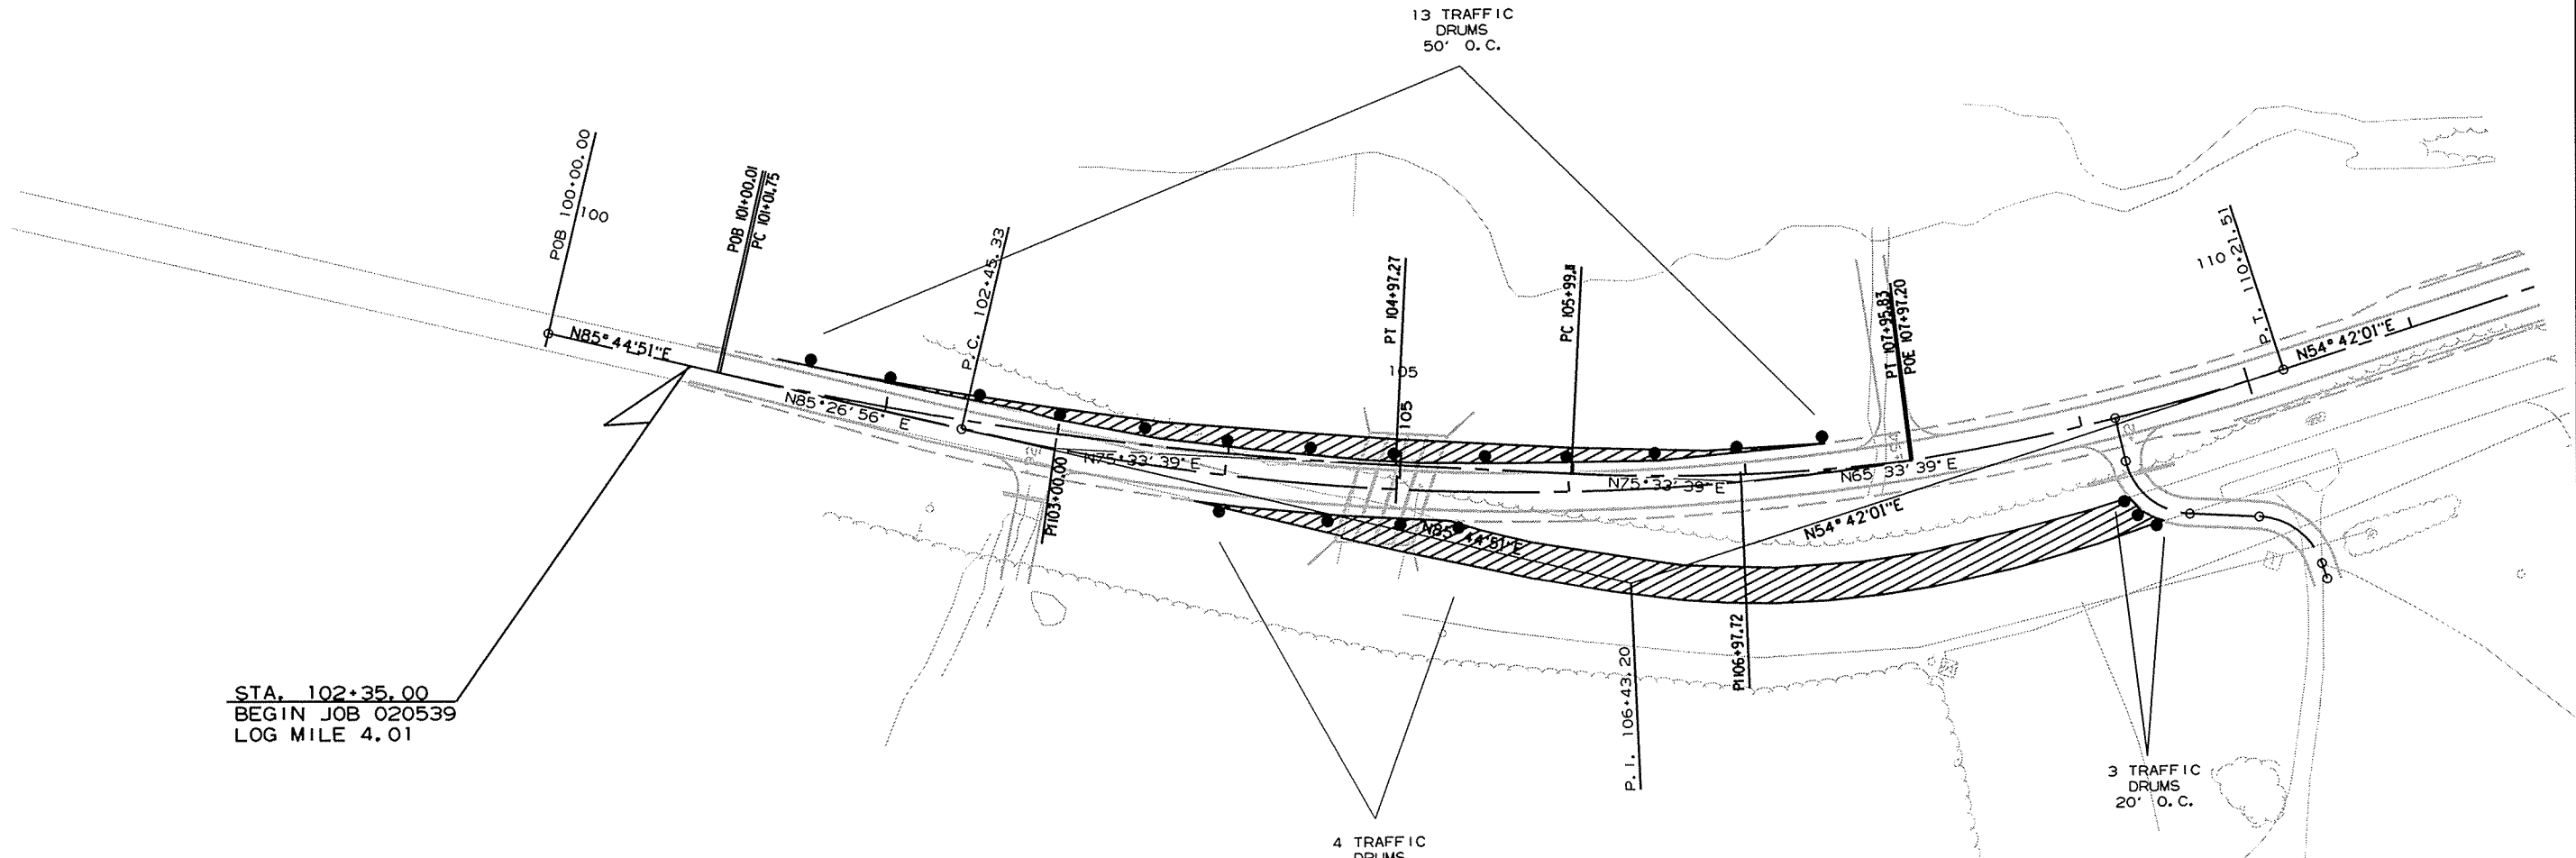 13 TRAFFIC
DRUMS
50' O.C.
POB 100+00.00
100
POB 101+00.01
PC 101+01.75
P.C. 102+45.33
PT 104+97.27
105
105
PT 107+95.83
POE 107+97.20
110
P.T. 110+21.51
N85°44'51"E
N85°26'56" E
N75°33'39"E
PI 103+00.00
N75°33'39"E
N65 33'39"E
N54°42'01"E
N54°42'01"E
N85°44'51"E
PI 106+97.72
P.I. 106+43.20
STA. 102+35.00
BEGIN JOB 020539
LOG MILE 4.01
4 TRAFFIC
DRUMS
3 TRAFFIC
DRUMS
20' O.C.